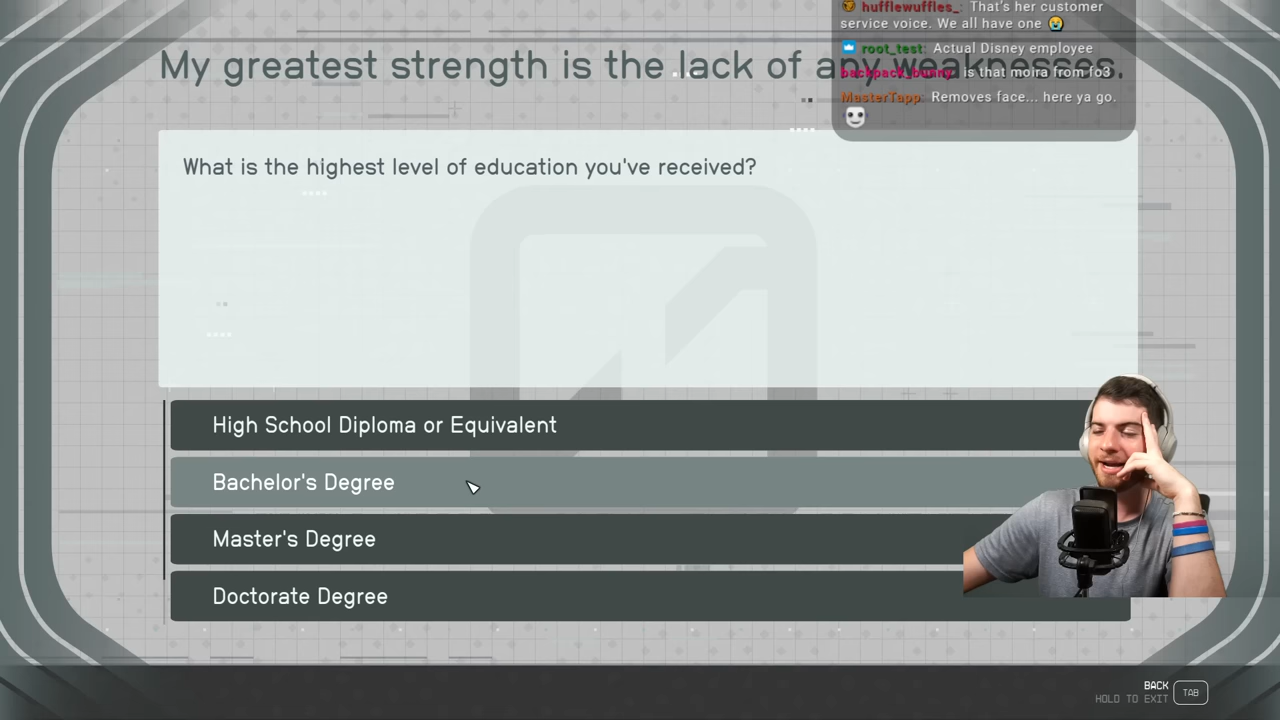 hufflewuffles_: That's her customer
service voice. We all have one
root_test: Actual Disney employee
My greatest strength is the lack of any weaknesses.
backpack_bunny: is that moira from fo3
MasterTapp: Removes face... here ya go.
What is the highest level of education you've received?
High School Diploma or Equivalent
Bachelor's Degree
Master's Degree
Doctorate Degree
BACK
HOLD TO EXIT TAB